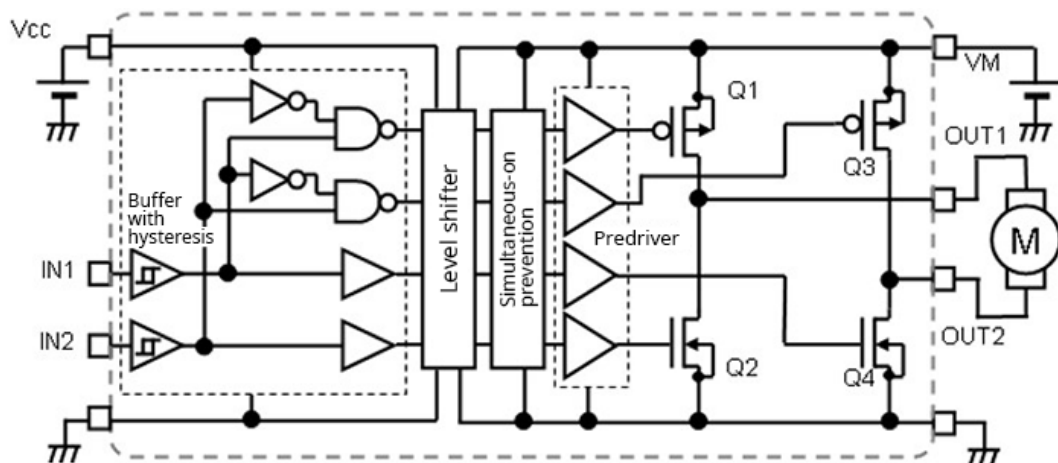 Vcc
VM
Q1
OUT1
Q3
Buffer
with
hysteresis
Level shifter
Simultaneous-on
prevention
Predriver
M
IN1
IN2
OUT2
Q2
Q4